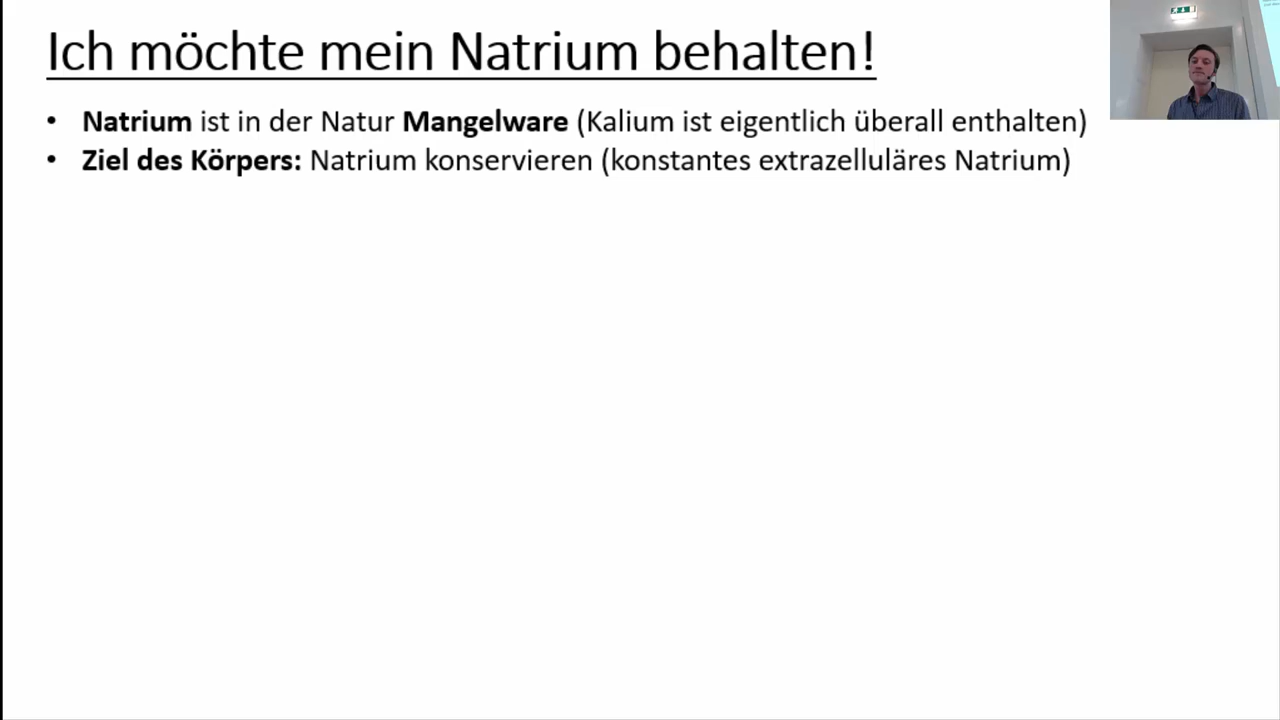 Ich möchte mein Natrium behalten!
• Natrium ist in der Natur Mangelware (Kalium ist eigentlich überall enthalten)
• Ziel des Körpers: Natrium konservieren (konstantes extrazelluläres Natrium)